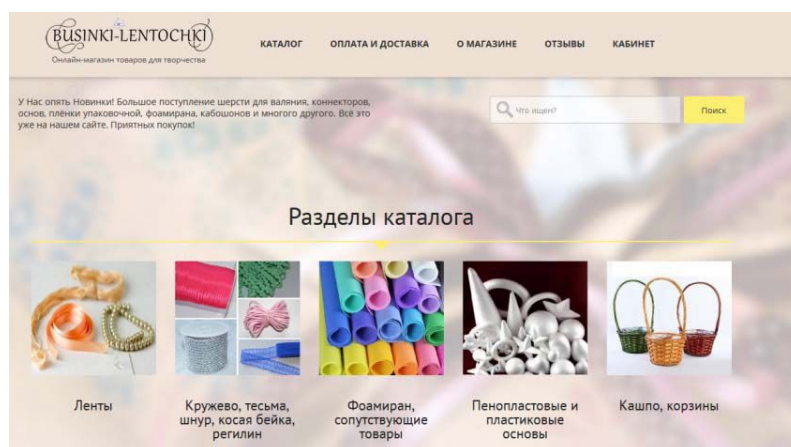 BUSINKI-LENTOCHKI
Онлайн-магазин товаров для творчества
КАТАЛОГ ОПЛАТА И ДОСТАВКА О МАГАЗИНЕ ОТЗЫВЫ КАБИНЕТ
У Нас опять Новинки! Большое поступление шерсти для валяния, коннекторов,
основ, плёнки упаковочной, фоамирана, кабошонов и многого другого. Всё это
уже на нашем сайте. Приятных покупок!
Что ищем?
Поиск
Разделы каталога
Ленты
Кружево, тесьма,
шнур, косая бейка,
регилин
Фоамиран,
сопутствующие
товары
Пенопластовые и
пластиковые
основы
Кашпо, корзины